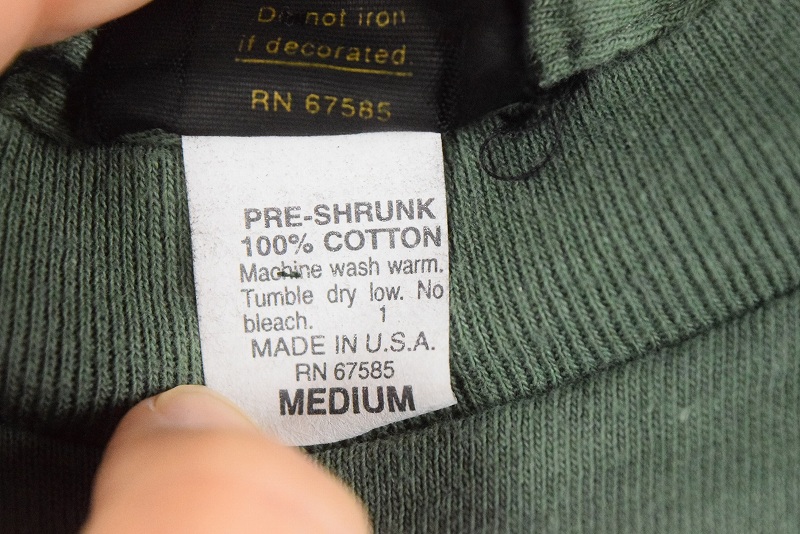 Do not iron
if decorated.
RN 67585
PRE-SHRUNK
100% COTTON
Machine wash warm.
Tumble dry low. No
bleach. 1
MADE IN U.S.A.
RN 67585
MEDIUM